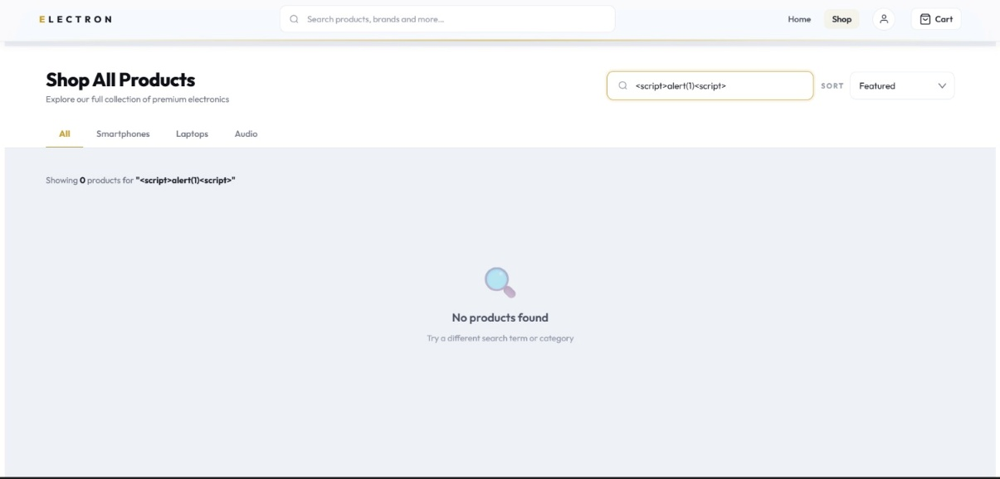 ELECTRON
Search products, brands and more...
Home
Shop
Cart
Shop All Products
Explore our full collection of premium electronics
<script>alert(1)<script>
SORT
Featured
All
Smartphones
Laptops
Audio
Showing 0 products for "<script>alert(1)<script>"
No products found
Try a different search term or category